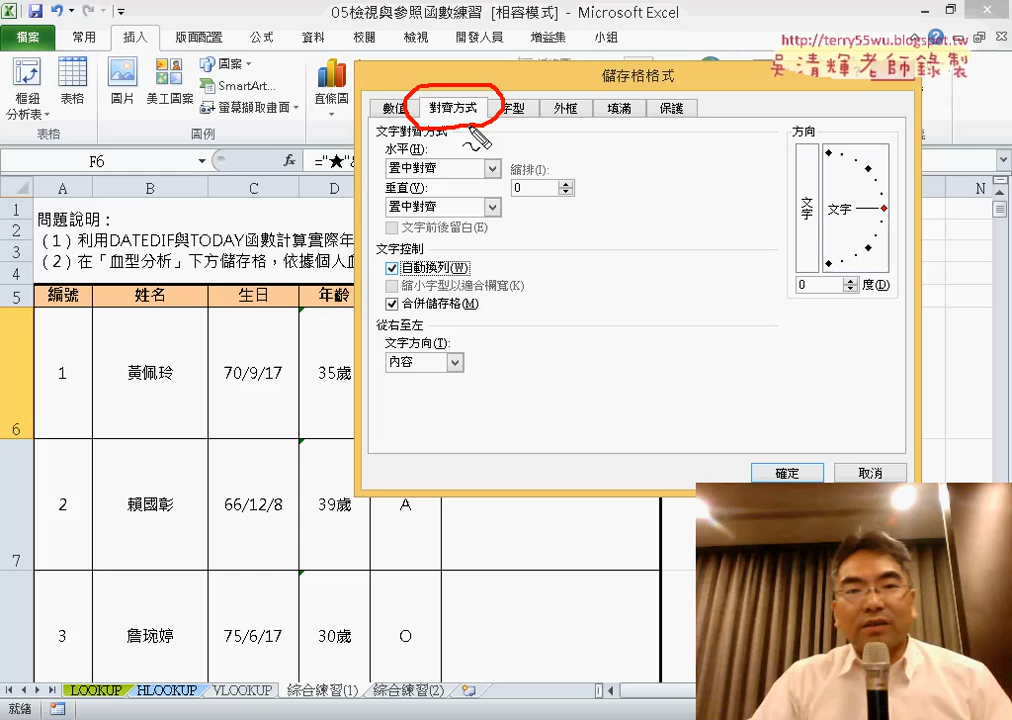 05檢視與參照函數練習 [相容模式] - Microsoft Excel
檔案 常用 插入 版面配置 公式 資料 校閱 檢視 開發人員 增益集 小組
http://terry55wu.blogspot.tw
吳清輝老師錄製
樞紐分析表 表格 圖片 美工圖案 圖案 SmartArt... 螢幕擷取畫面 直條圖
表格 圖例
F6 fx ="★"&
A B C D N
1 問題說明：
2 （1）利用DATEDIF與TODAY函數計算實際年
3 （2）在「血型分析」下方儲存格，依據個人血
4
5 編號 姓名 生日 年齡
6 1 黃佩玲 70/9/17 35歲
7 2 賴國彰 66/12/8 39歲 A
3 詹琬婷 75/6/17 30歲 O
儲存格格式
數值 對齊方式 字型 外框 填滿 保護
文字對齊方式
水平(H):
置中對齊 縮排(I):
垂直(V): 0
置中對齊
文字前後留白(E)
文字控制
自動換列(W)
縮小字型以適合欄寬(K)
合併儲存格(M)
從右至左
文字方向(T):
內容
方向
文字 文字
0 度(D)
確定 取消
LOOKUP HLOOKUP VLOOKUP 綜合練習(1) 綜合練習(2)
就緒